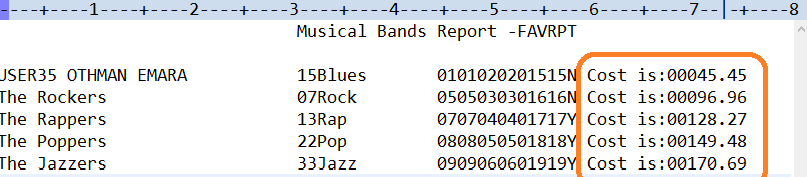 ----+----1----+----2----+----3----+----4----+----5----+----6----+----7--|--+----8
Musical Bands Report -FAVRPT
USER35 OTHMAN EMARA 15Blues 0101020201515N Cost is:00045.45
The Rockers 07Rock 0505030301616N Cost is:00096.96
The Rappers 13Rap 0707040401717Y Cost is:00128.27
The Poppers 22Pop 0808050501818Y Cost is:00149.48
The Jazzers 33Jazz 0909060601919Y Cost is:00170.69